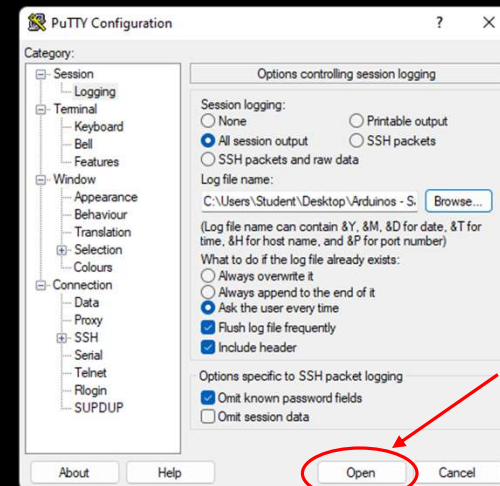 PuTTY Configuration
?
X
Category:
Session
Logging
Terminal
Keyboard
Bell
Features
Window
Appearance
Behaviour
Translation
Selection
Colours
Connection
Data
Proxy
SSH
Serial
Telnet
Rlogin
SUPDUP
Options controlling session logging
Session logging:
None
Printable output
All session output
SSH packets
SSH packets and raw data
Log file name:
C:\Users\Student\Desktop\Arduinos - S
Browse...
(Log file name can contain &Y, &M, &D for date, &T for
time, &H for host name, and &P for port number)
What to do if the log file already exists:
Always overwrite it
Always append to the end of it
Ask the user every time
Flush log file frequently
Include header
Options specific to SSH packet logging
Omit known password fields
Omit session data
About
Help
Open
Cancel